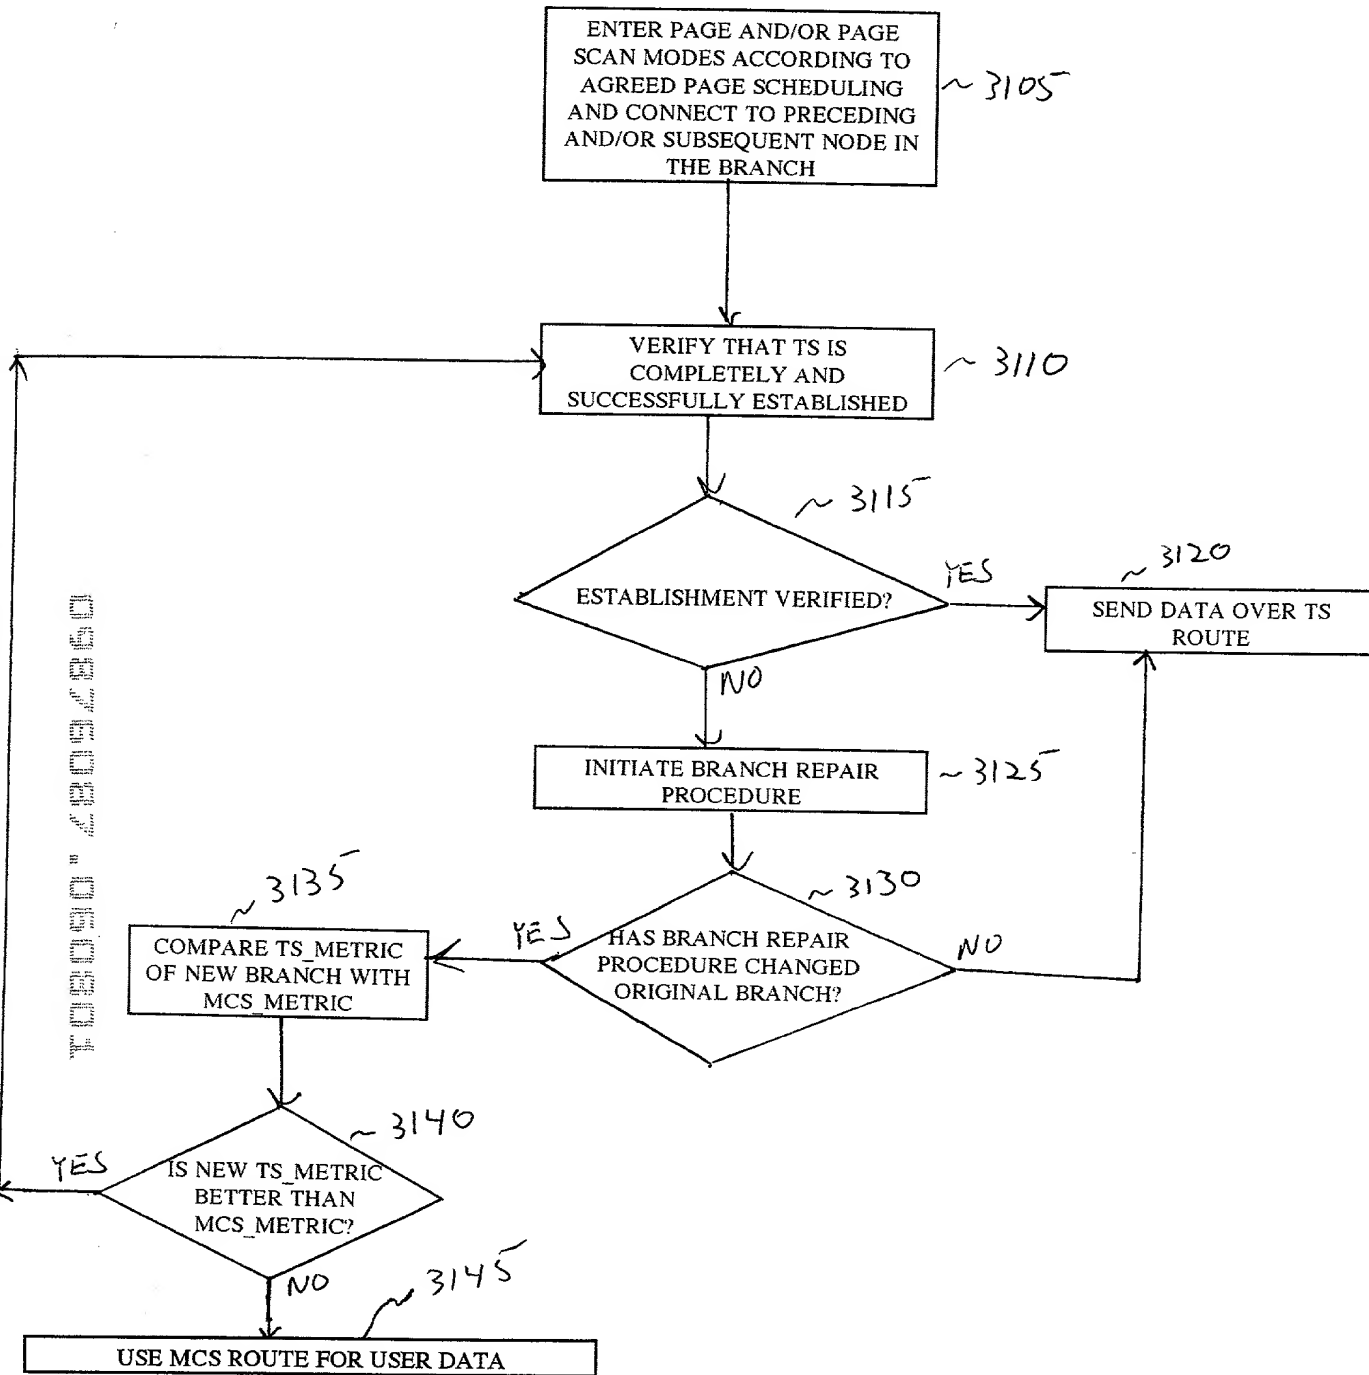 ENTER PAGE AND/OR PAGE
SCAN MODES ACCORDING TO
AGREED PAGE SCHEDULING
AND CONNECT TO PRECEDING
AND/OR SUBSEQUENT NODE IN
THE BRANCH
~ 3105
VERIFY THAT TS IS
COMPLETELY AND
SUCCESSFULLY ESTABLISHED
~ 3110
~ 3115
ESTABLISHMENT VERIFIED?
YES
~ 3120
SEND DATA OVER TS
ROUTE
NO
INITIATE BRANCH REPAIR
PROCEDURE
~ 3125
~ 3130
HAS BRANCH REPAIR
PROCEDURE CHANGED
ORIGINAL BRANCH?
NO
YES
~ 3135
COMPARE TS_METRIC
OF NEW BRANCH WITH
MCS_METRIC
~ 3140
IS NEW TS_METRIC
BETTER THAN
MCS_METRIC?
YES
NO
~ 3145
USE MCS ROUTE FOR USER DATA
09876087.060801